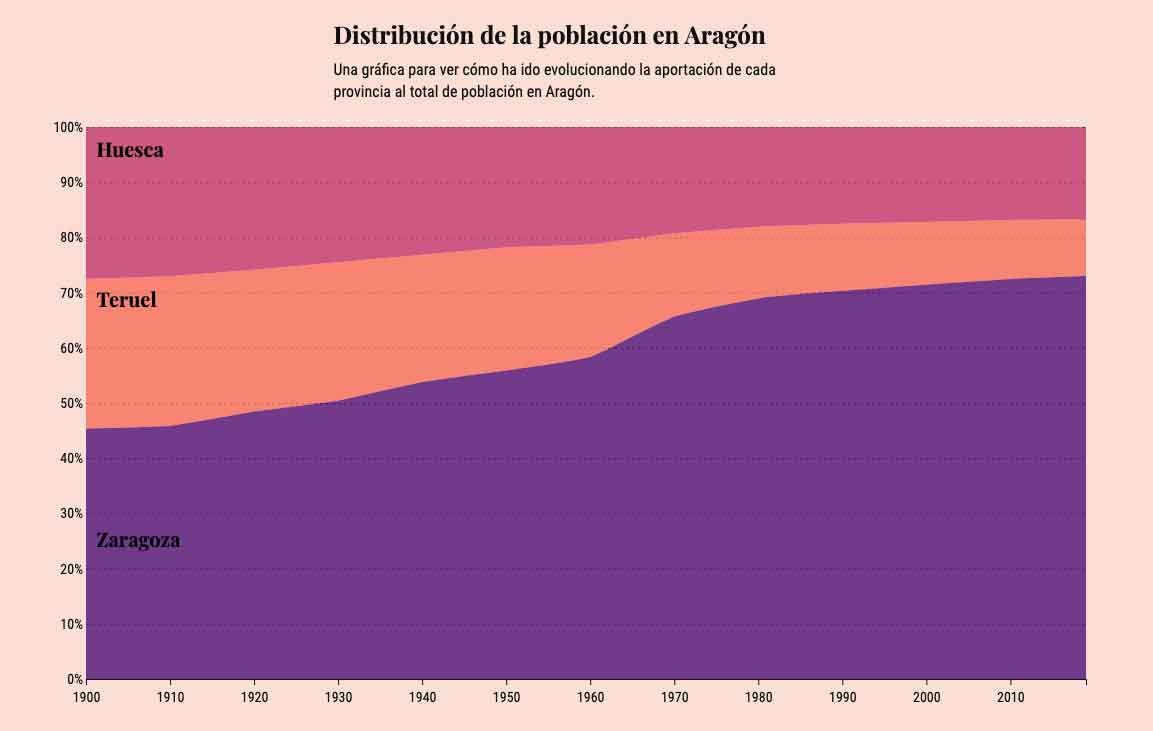 Distribución de la población en Aragón
Una gráfica para ver cómo ha ido evolucionando la aportación de cada
provincia al total de población en Aragón.
100%
Huesca
90%
80%
70%
Teruel
60%
50%
40%
30%
Zaragoza
20%
10%
0%
1900 1910 1920 1930 1940 1950 1960 1970 1980 1990 2000 2010